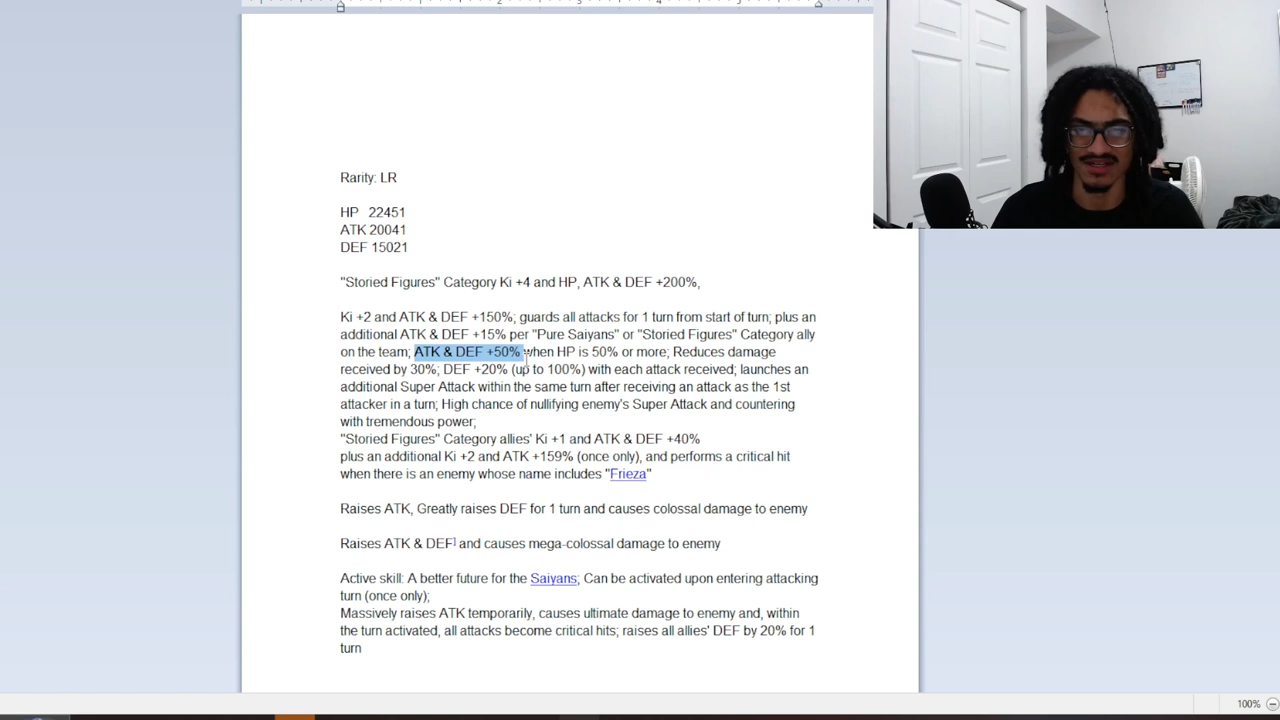 Rarity: LR
HP 22451
ATK 20041
DEF 15021
"Storied Figures" Category Ki +4 and HP, ATK & DEF +200%,
Ki +2 and ATK & DEF +150%; guards all attacks for 1 turn from start of turn; plus an
additional ATK & DEF +15% per "Pure Saiyans" or "Storied Figures" Category ally
on the team; ATK & DEF +50% when HP is 50% or more; Reduces damage
received by 30%; DEF +20% (up to 100%) with each attack received; launches an
additional Super Attack within the same turn after receiving an attack as the 1st
attacker in a turn; High chance of nullifying enemy's Super Attack and countering
with tremendous power;
"Storied Figures" Category allies' Ki +1 and ATK & DEF +40%
plus an additional Ki +2 and ATK +159% (once only), and performs a critical hit
when there is an enemy whose name includes "Frieza"
Raises ATK, Greatly raises DEF for 1 turn and causes colossal damage to enemy
Raises ATK & DEF and causes mega-colossal damage to enemy
Active skill: A better future for the Saiyans; Can be activated upon entering attacking
turn (once only);
Massively raises ATK temporarily, causes ultimate damage to enemy and, within
the turn activated, all attacks become critical hits; raises all allies' DEF by 20% for 1
turn
100%